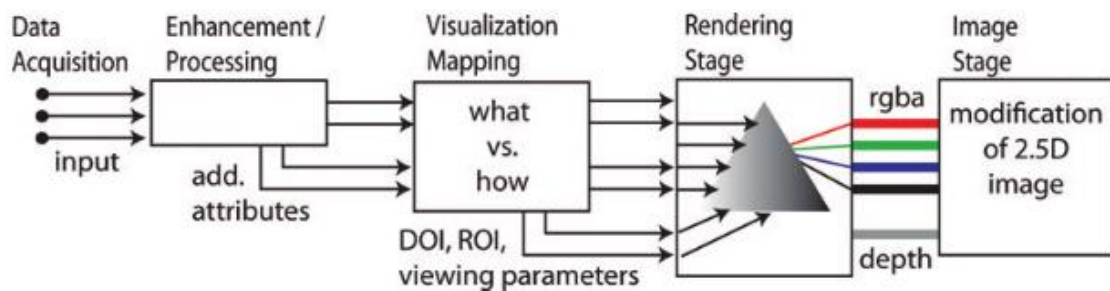 Data
Acquisition
Enhancement /
Processing
Visualization
Mapping
Rendering
Stage
Image
Stage
input
add.
attributes
what
vs.
how
DOI, ROI,
viewing parameters
rgba
depth
modification
of 2.5D
image